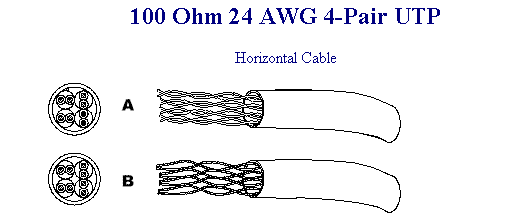 100 Ohm 24 AWG 4-Pair UTP
Horizontal Cable
A
B